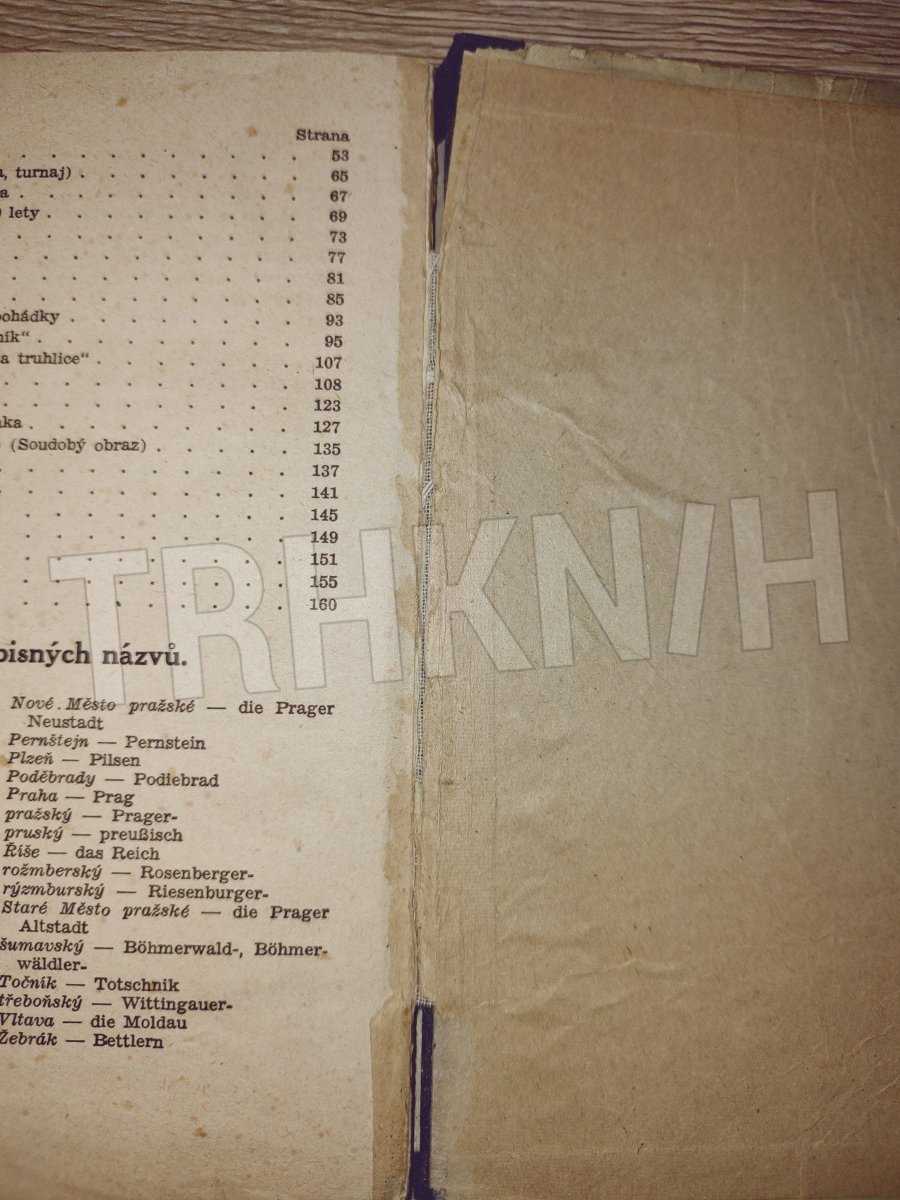 Strana
53
, turnaj) . . . . . . . . . . 65
. . . . . . . . . . 67
lety . . . . . . . . . . 69
73
77
81
85
pohádky . . . . . . . . 93
ník“ . . . . . . . . . 95
a truhlice“ . . . . . . . 107
108
123
127
(Soudobý obraz) . . . . . 135
137
141
145
149
151
155
160
TRHKNIH
pisných názvů.
Nové Město pražské — die Prager
Neustadt
Pernštejn — Pernstein
Plzeň — Pilsen
Poděbrady — Podiebrad
Praha — Prag
pražský — Prager-
pruský — preußisch
Říše — das Reich
rožmberský — Rosenberger-
rýzmburský — Riesenburger-
Staré Město pražské — die Prager
Altstadt
šumavský — Böhmerwald-, Böhmer-
wäldler-
Točník — Totschnik
třeboňský — Wittingauer-
Vltava — die Moldau
Žebrák — Bettlern